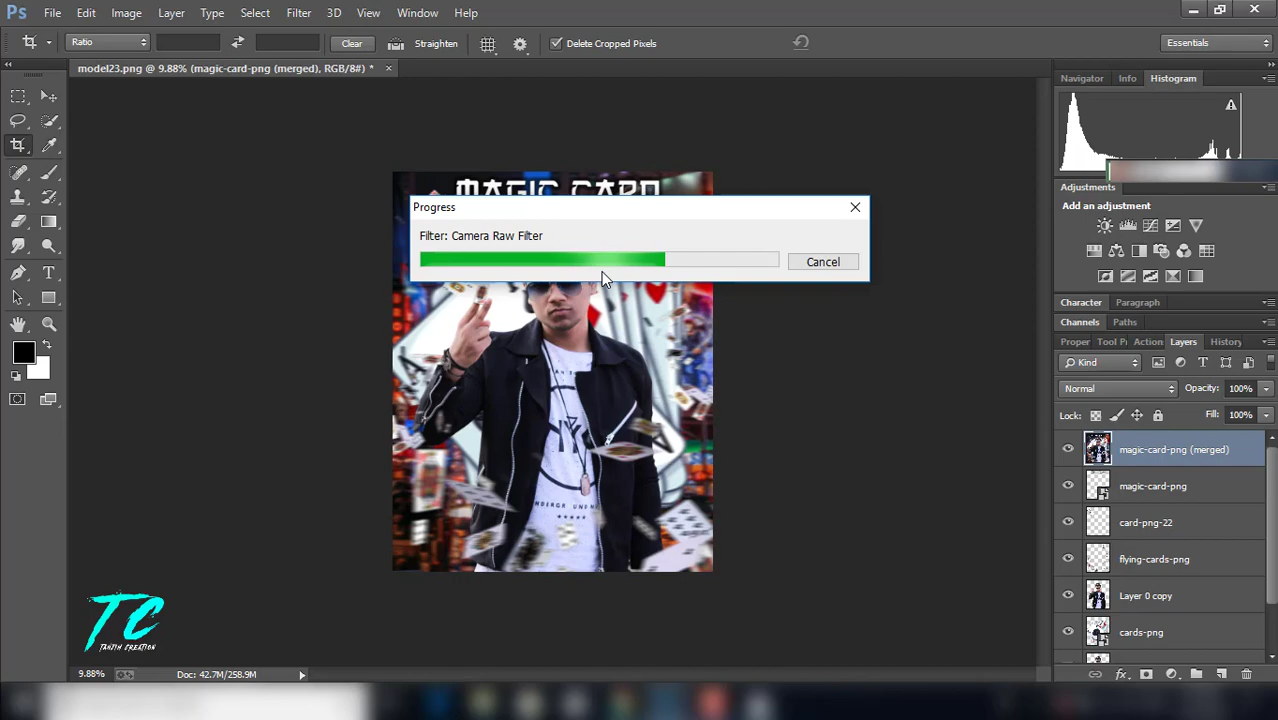 Ps File Edit Image Layer Type Select Filter 3D View Window Help
Ratio Clear Straighten Delete Cropped Pixels Essentials
model23.png @ 9.88% (magic-card-png (merged), RGB/8#) *
Navigator Info Histogram
MAGIC CARD
Progress
Filter: Camera Raw Filter
Cancel
Adjustments
Add an adjustment
Character Paragraph
Channels Paths
Proper Tool Pr Action Layers History
Kind
Normal Opacity: 100%
Lock: Fill: 100%
magic-card-png (merged)
magic-card-png
card-png-22
flying-cards-png
Layer 0 copy
cards-png
NYC
TC
TANZIM CREATION
9.88% Doc: 42.7M/258.9M